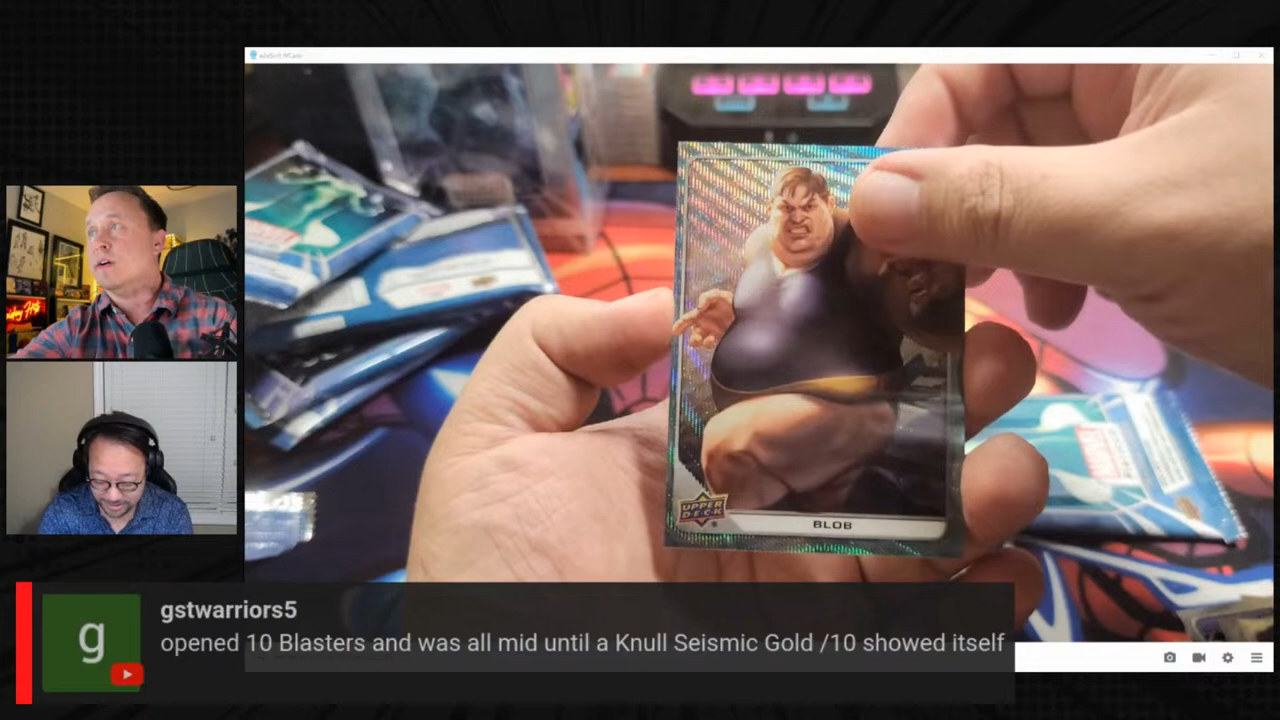 UPPER
DECK
BLOB
g
gstwarriors5
opened 10 Blasters and was all mid until a Knull Seismic Gold /10 showed itself